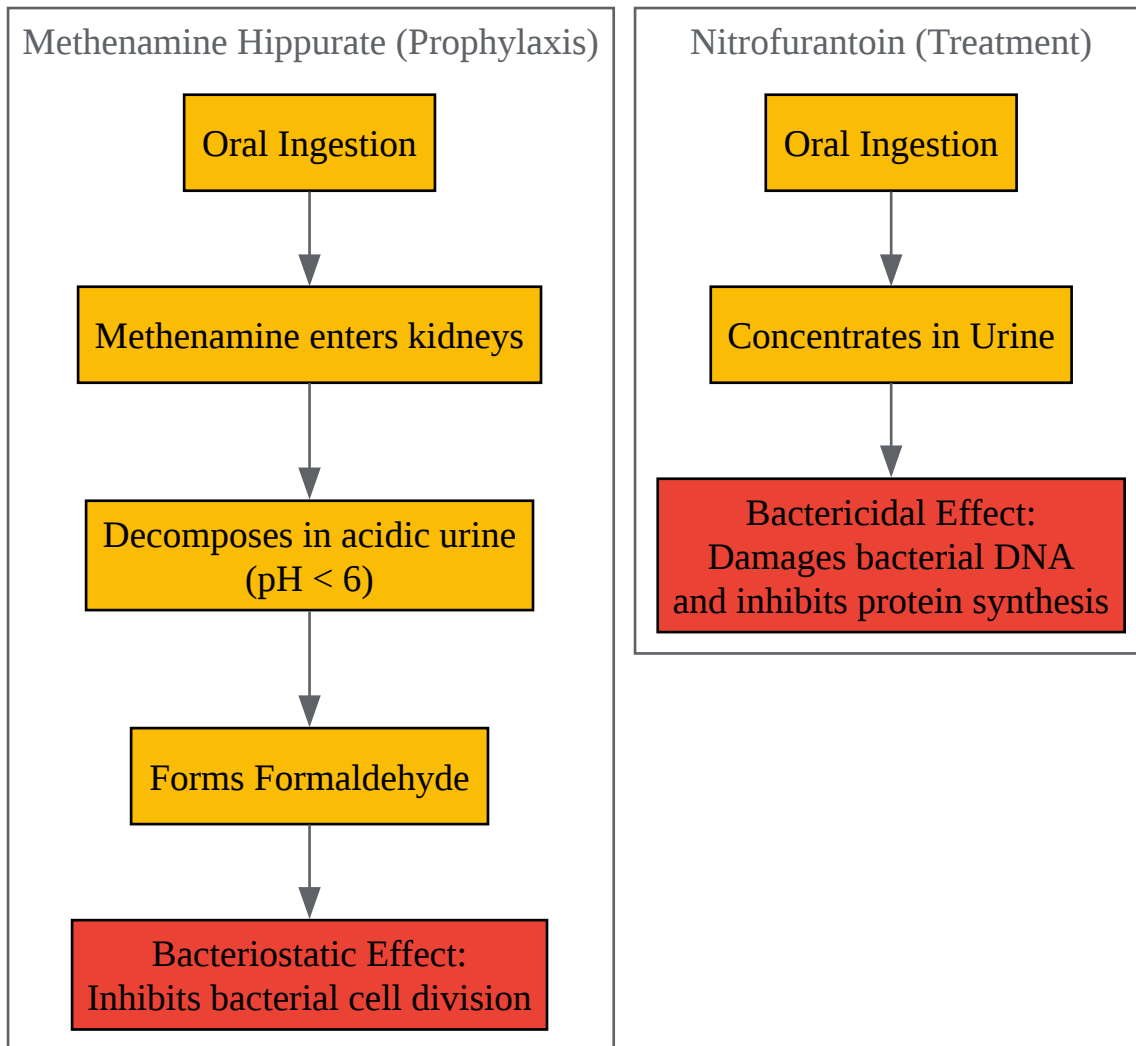 Methenamine Hippurate (Prophylaxis)
Oral Ingestion
Methenamine enters kidneys
Decomposes in acidic urine
(pH < 6)
Forms Formaldehyde
Bacteriostatic Effect:
Inhibits bacterial cell division
Nitrofurantoin (Treatment)
Oral Ingestion
Concentrates in Urine
Bactericidal Effect:
Damages bacterial DNA
and inhibits protein synthesis